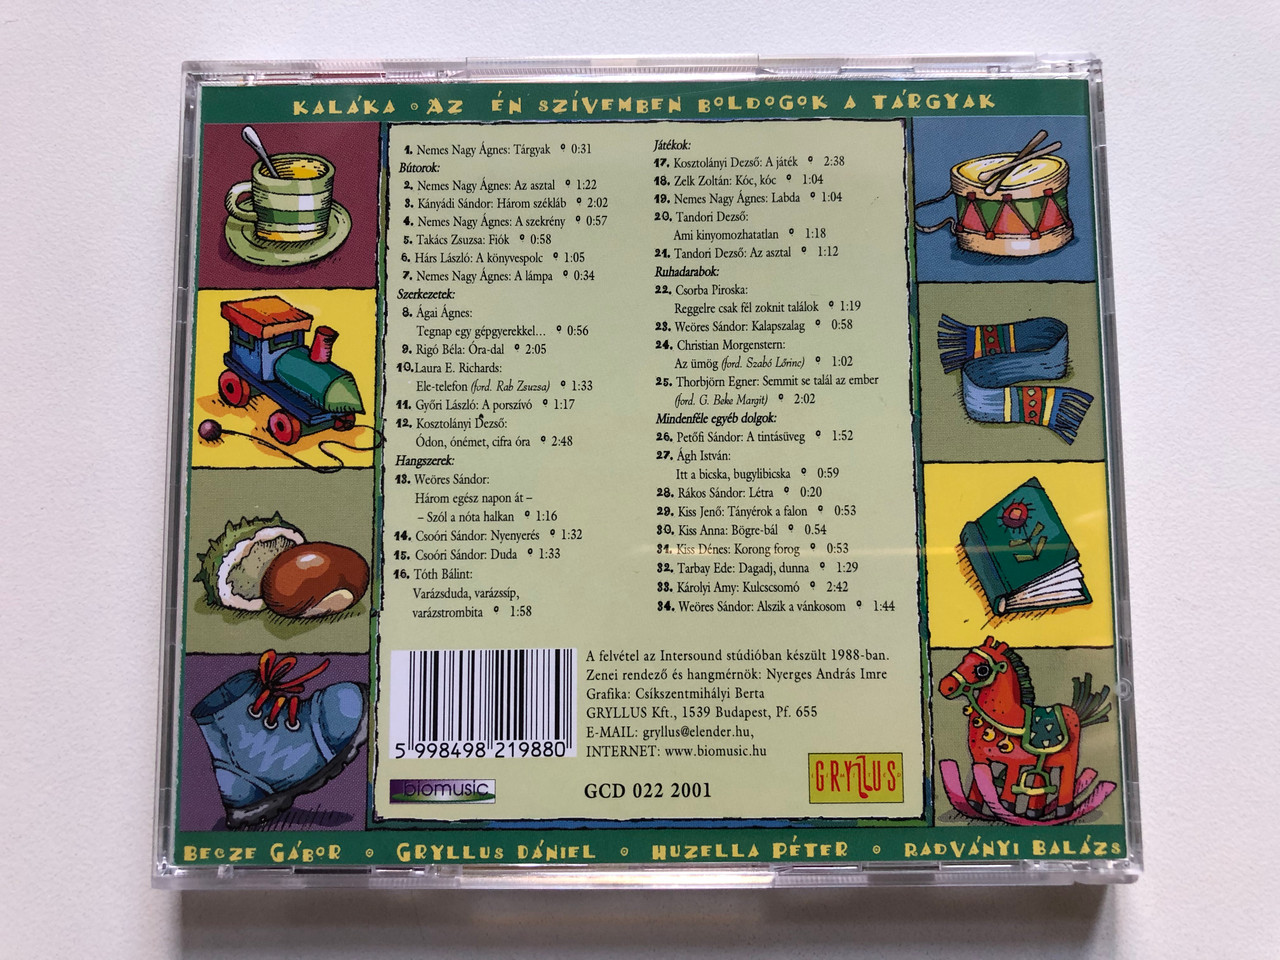 KALÁKA • AZ ÉN SZÍVEMBEN BOLDOGOK A TÁRGYAK
1. Nemes Nagy Ágnes: Tárgyak • 0:31
Bútorok:
2. Nemes Nagy Ágnes: Az asztal • 1:22
3. Kányádi Sándor: Három székláb • 2:02
4. Nemes Nagy Ágnes: A szekrény • 0:57
5. Takács Zsuzsa: Fiók • 0:58
6. Hárs László: A könyvespolc • 1:05
7. Nemes Nagy Ágnes: A lámpa • 0:34
Szerkezetek:
8. Ágai Ágnes:
Tegnap egy gépgyerekkel... • 0:56
9. Rigó Béla: Óra-dal • 2:05
10. Laura E. Richards:
Ele-telefon (ford. Rab Zsuzsa) • 1:33
11. Győri László: A porszívó • 1:17
12. Kosztolányi Dezső:
Ódon, ónémet, cifra óra • 2:48
Hangszerek:
13. Weöres Sándor:
Három egész napon át –
– Szól a nóta halkan • 1:16
14. Csoóri Sándor: Nyenyerés • 1:32
15. Csoóri Sándor: Duda • 1:33
16. Tóth Bálint:
Varázsduda, varázssíp,
varázstrombita • 1:58
Játékok:
17. Kosztolányi Dezső: A játék • 2:38
18. Zelk Zoltán: Kóc, kóc • 1:04
19. Nemes Nagy Ágnes: Labda • 1:04
20. Tandori Dezső:
Ami kinyomozhatatlan • 1:18
21. Tandori Dezső: Az asztal • 1:12
Ruhadarabok:
22. Csorba Piroska:
Reggelre csak fél zoknit találok • 1:19
23. Weöres Sándor: Kalapszalag • 0:58
24. Christian Morgenstern:
Az ümög (ford. Szabó Lőrinc) • 1:02
25. Thorbjörn Egner: Semmit se talál az ember
(ford. G. Beke Margit) • 2:02
Mindenféle egyéb dolgok:
26. Petőfi Sándor: A tintásüveg • 1:52
27. Ágh István:
Itt a bicska, bugylibicska • 0:59
28. Rákos Sándor: Létra • 0:20
29. Kiss Jenő: Tányérok a falon • 0:53
30. Kiss Anna: Bögre-bál • 0.54
31. Kiss Dénes: Korong forog • 0:53
32. Tarbay Ede: Dagadj, dunna • 1:29
33. Károlyi Amy: Kulcscsomó • 2:42
34. Weöres Sándor: Alszik a vánkosom • 1:44
A felvétel az Intersound stúdióban készült 1988-ban.
Zenei rendező és hangmérnök: Nyerges András Imre
Grafika: Csíkszentmihályi Berta
GRYLLUS Kft., 1539 Budapest, Pf. 655
E-MAIL: gryllus@elender.hu,
INTERNET: www.biomusic.hu
5 998498 219880
biomusic
GCD 022 2001
GRYLLUS
BECZE GÁBOR • GRYLLUS DÁNIEL • HUZELLA PÉTER • RADVÁNYI BALÁZS